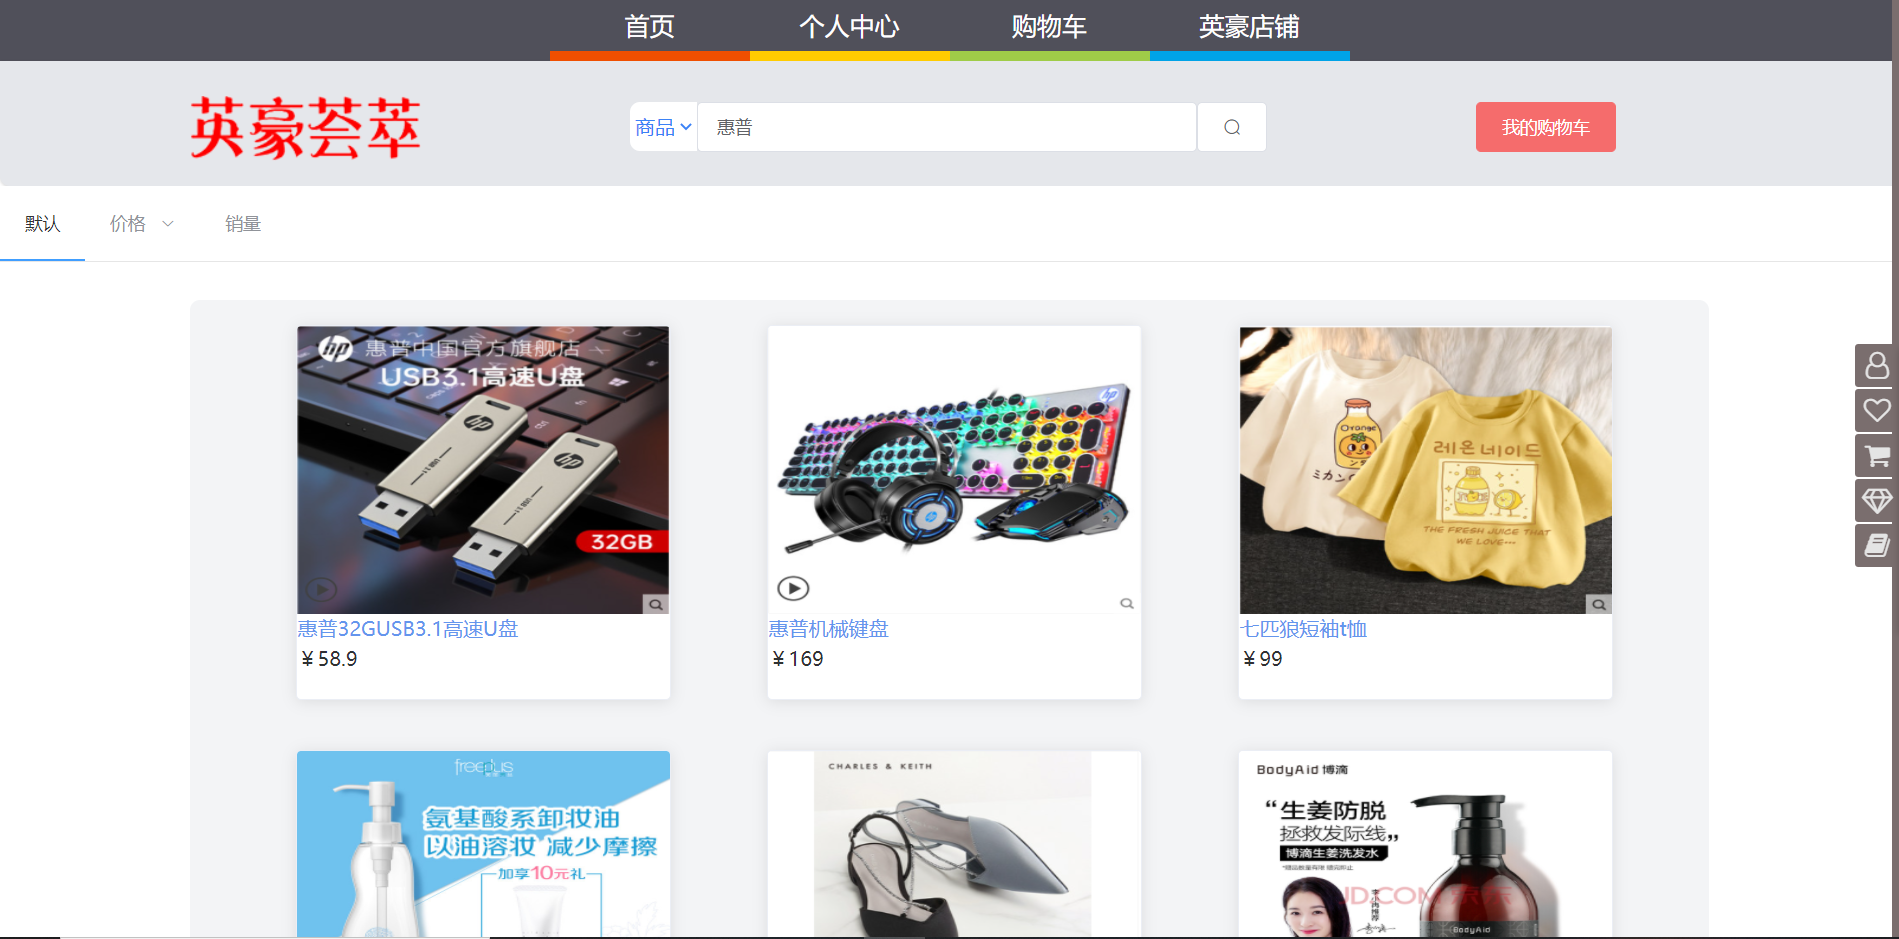 首页 个人中心 购物车 英豪店铺
英豪荟萃
商品 惠普
我的购物车
默认 价格 销量
hp 惠普中国官方旗舰店
USB3.1高速U盘
32GB
惠普32GUSB3.1高速U盘
¥58.9
惠普机械键盘
¥169
Orange
ミカン
레몬네이드
THE FRESH JUICE THAT
WE LOVE...
七匹狼短袖t恤
¥99
freeplus
氨基酸系卸妆油
以油溶妆 减少摩擦
加享10元礼
CHARLES & KEITH
BodyAid 博滴
“生姜防脱
拯救发际线”
博滴生姜洗发水
JD.COM 京东
BodyAid